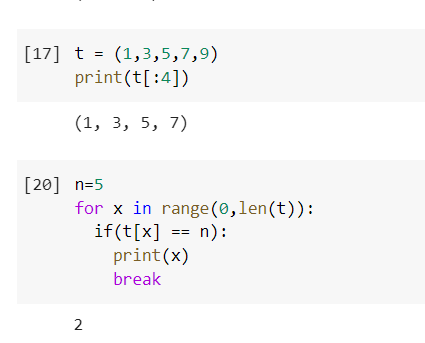 [17] t = (1,3,5,7,9)
print(t[:4])
(1, 3, 5, 7)
[20] n=5
for x in range(0,len(t)):
  if(t[x] == n):
    print(x)
    break
2